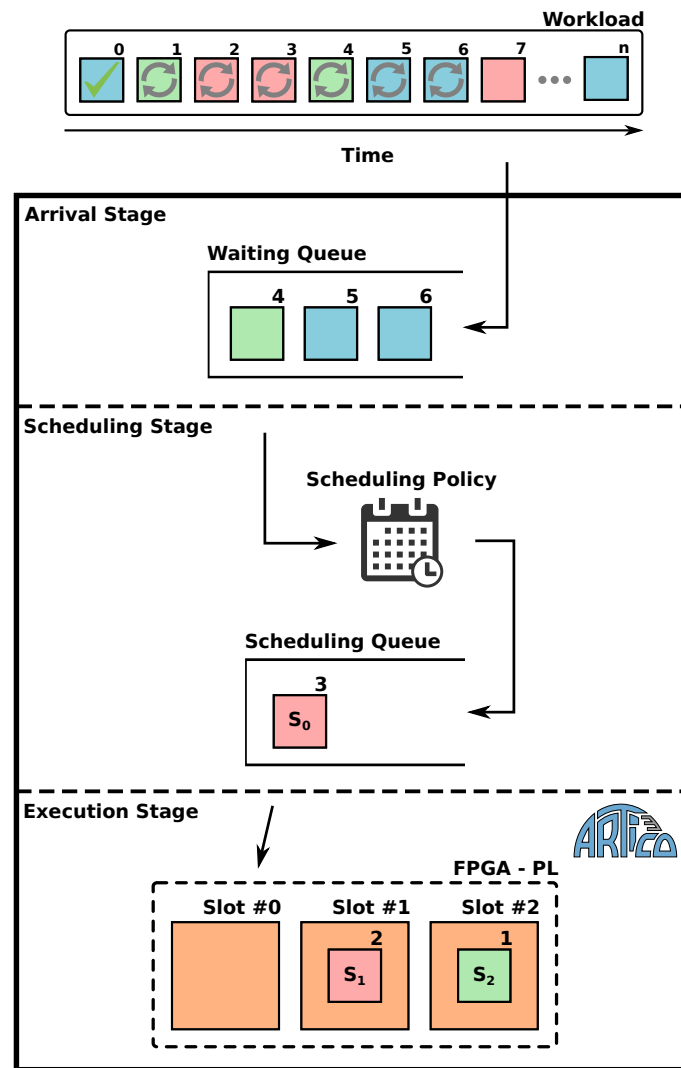 Workload
0 1 2 3 4 5 6 7 n
Time
Arrival Stage
Waiting Queue
4 5 6
Scheduling Stage
Scheduling Policy
Scheduling Queue
3
S₀
Execution Stage
ARTICo3
FPGA - PL
Slot #0 Slot #1 Slot #2
2 1
S₁ S₂